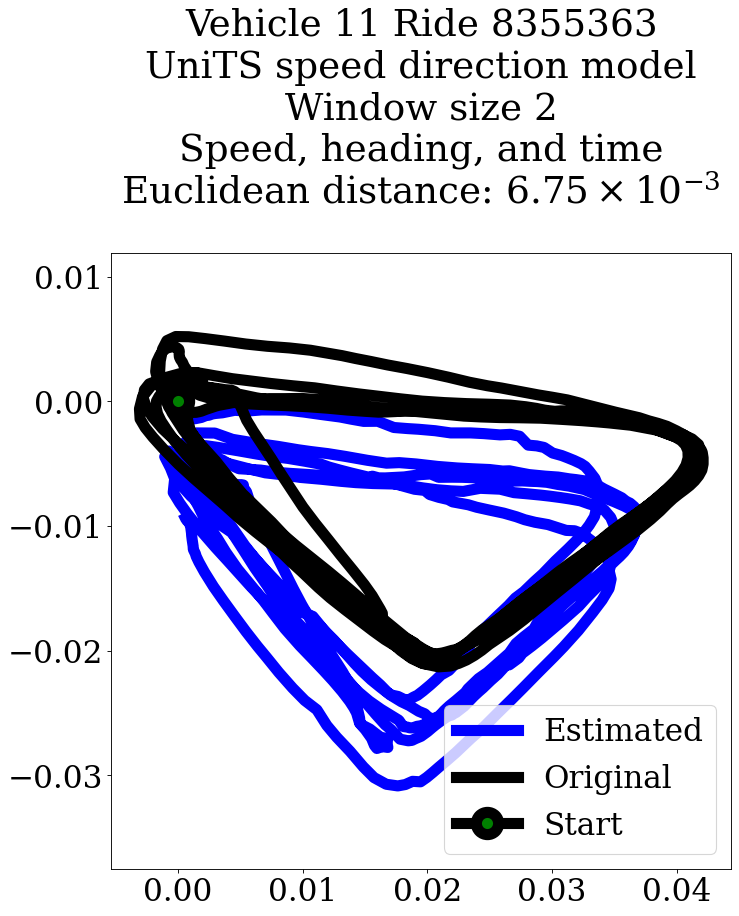 Vehicle 11 Ride 8355363
UniTS speed direction model
Window size 2
Speed, heading, and time
Euclidean distance: 6.75 × 10⁻³
0.01
0.00
−0.01
−0.02
−0.03
Estimated
Original
Start
0.00 0.01 0.02 0.03 0.04